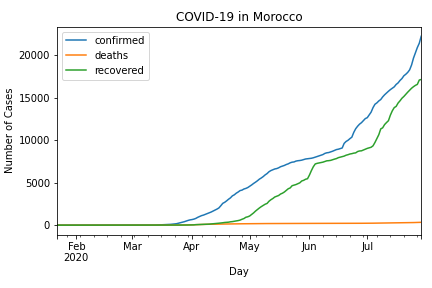 COVID-19 in Morocco
confirmed
deaths
recovered
Number of Cases
20000
15000
10000
5000
0
Feb
2020
Mar
Apr
May
Jun
Jul
Day